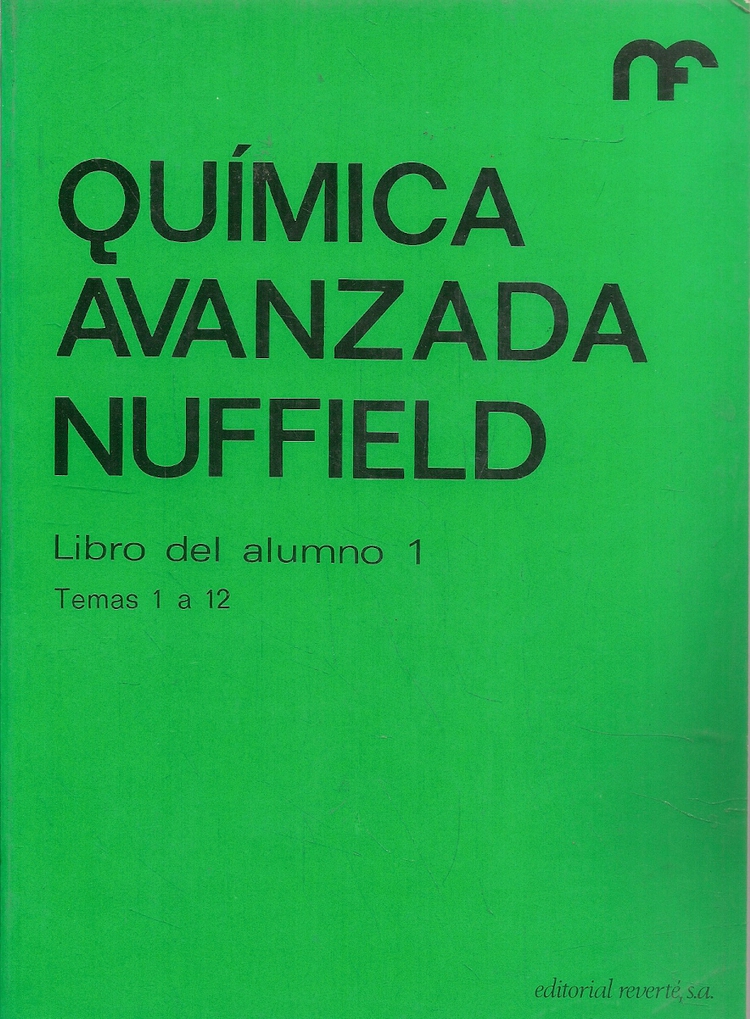 nf
QUÍMICA
AVANZADA
NUFFIELD
Libro del alumno 1
Temas 1 a 12
editorial reverté, s.a.